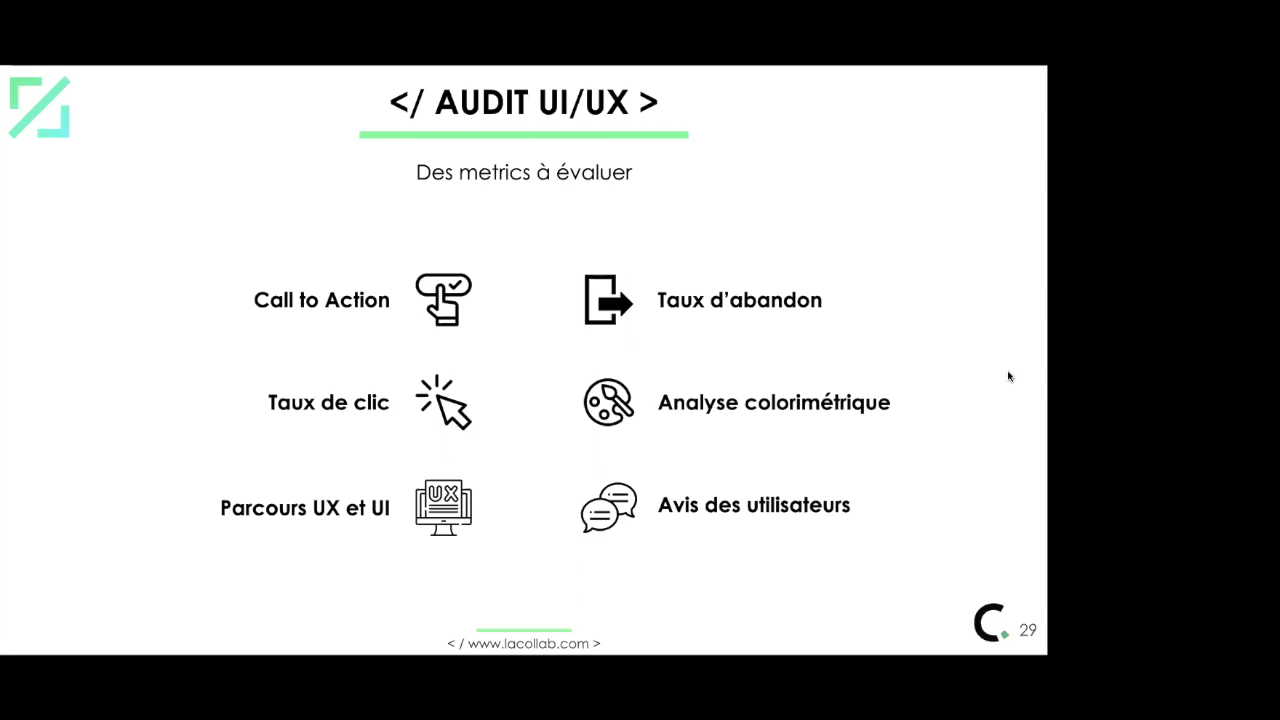 </ AUDIT UI/UX >
Des metrics à évaluer
Call to Action
Taux d’abandon
Taux de clic
Analyse colorimétrique
UX
Parcours UX et UI
Avis des utilisateurs
C.
29
</ www.lacollab.com >